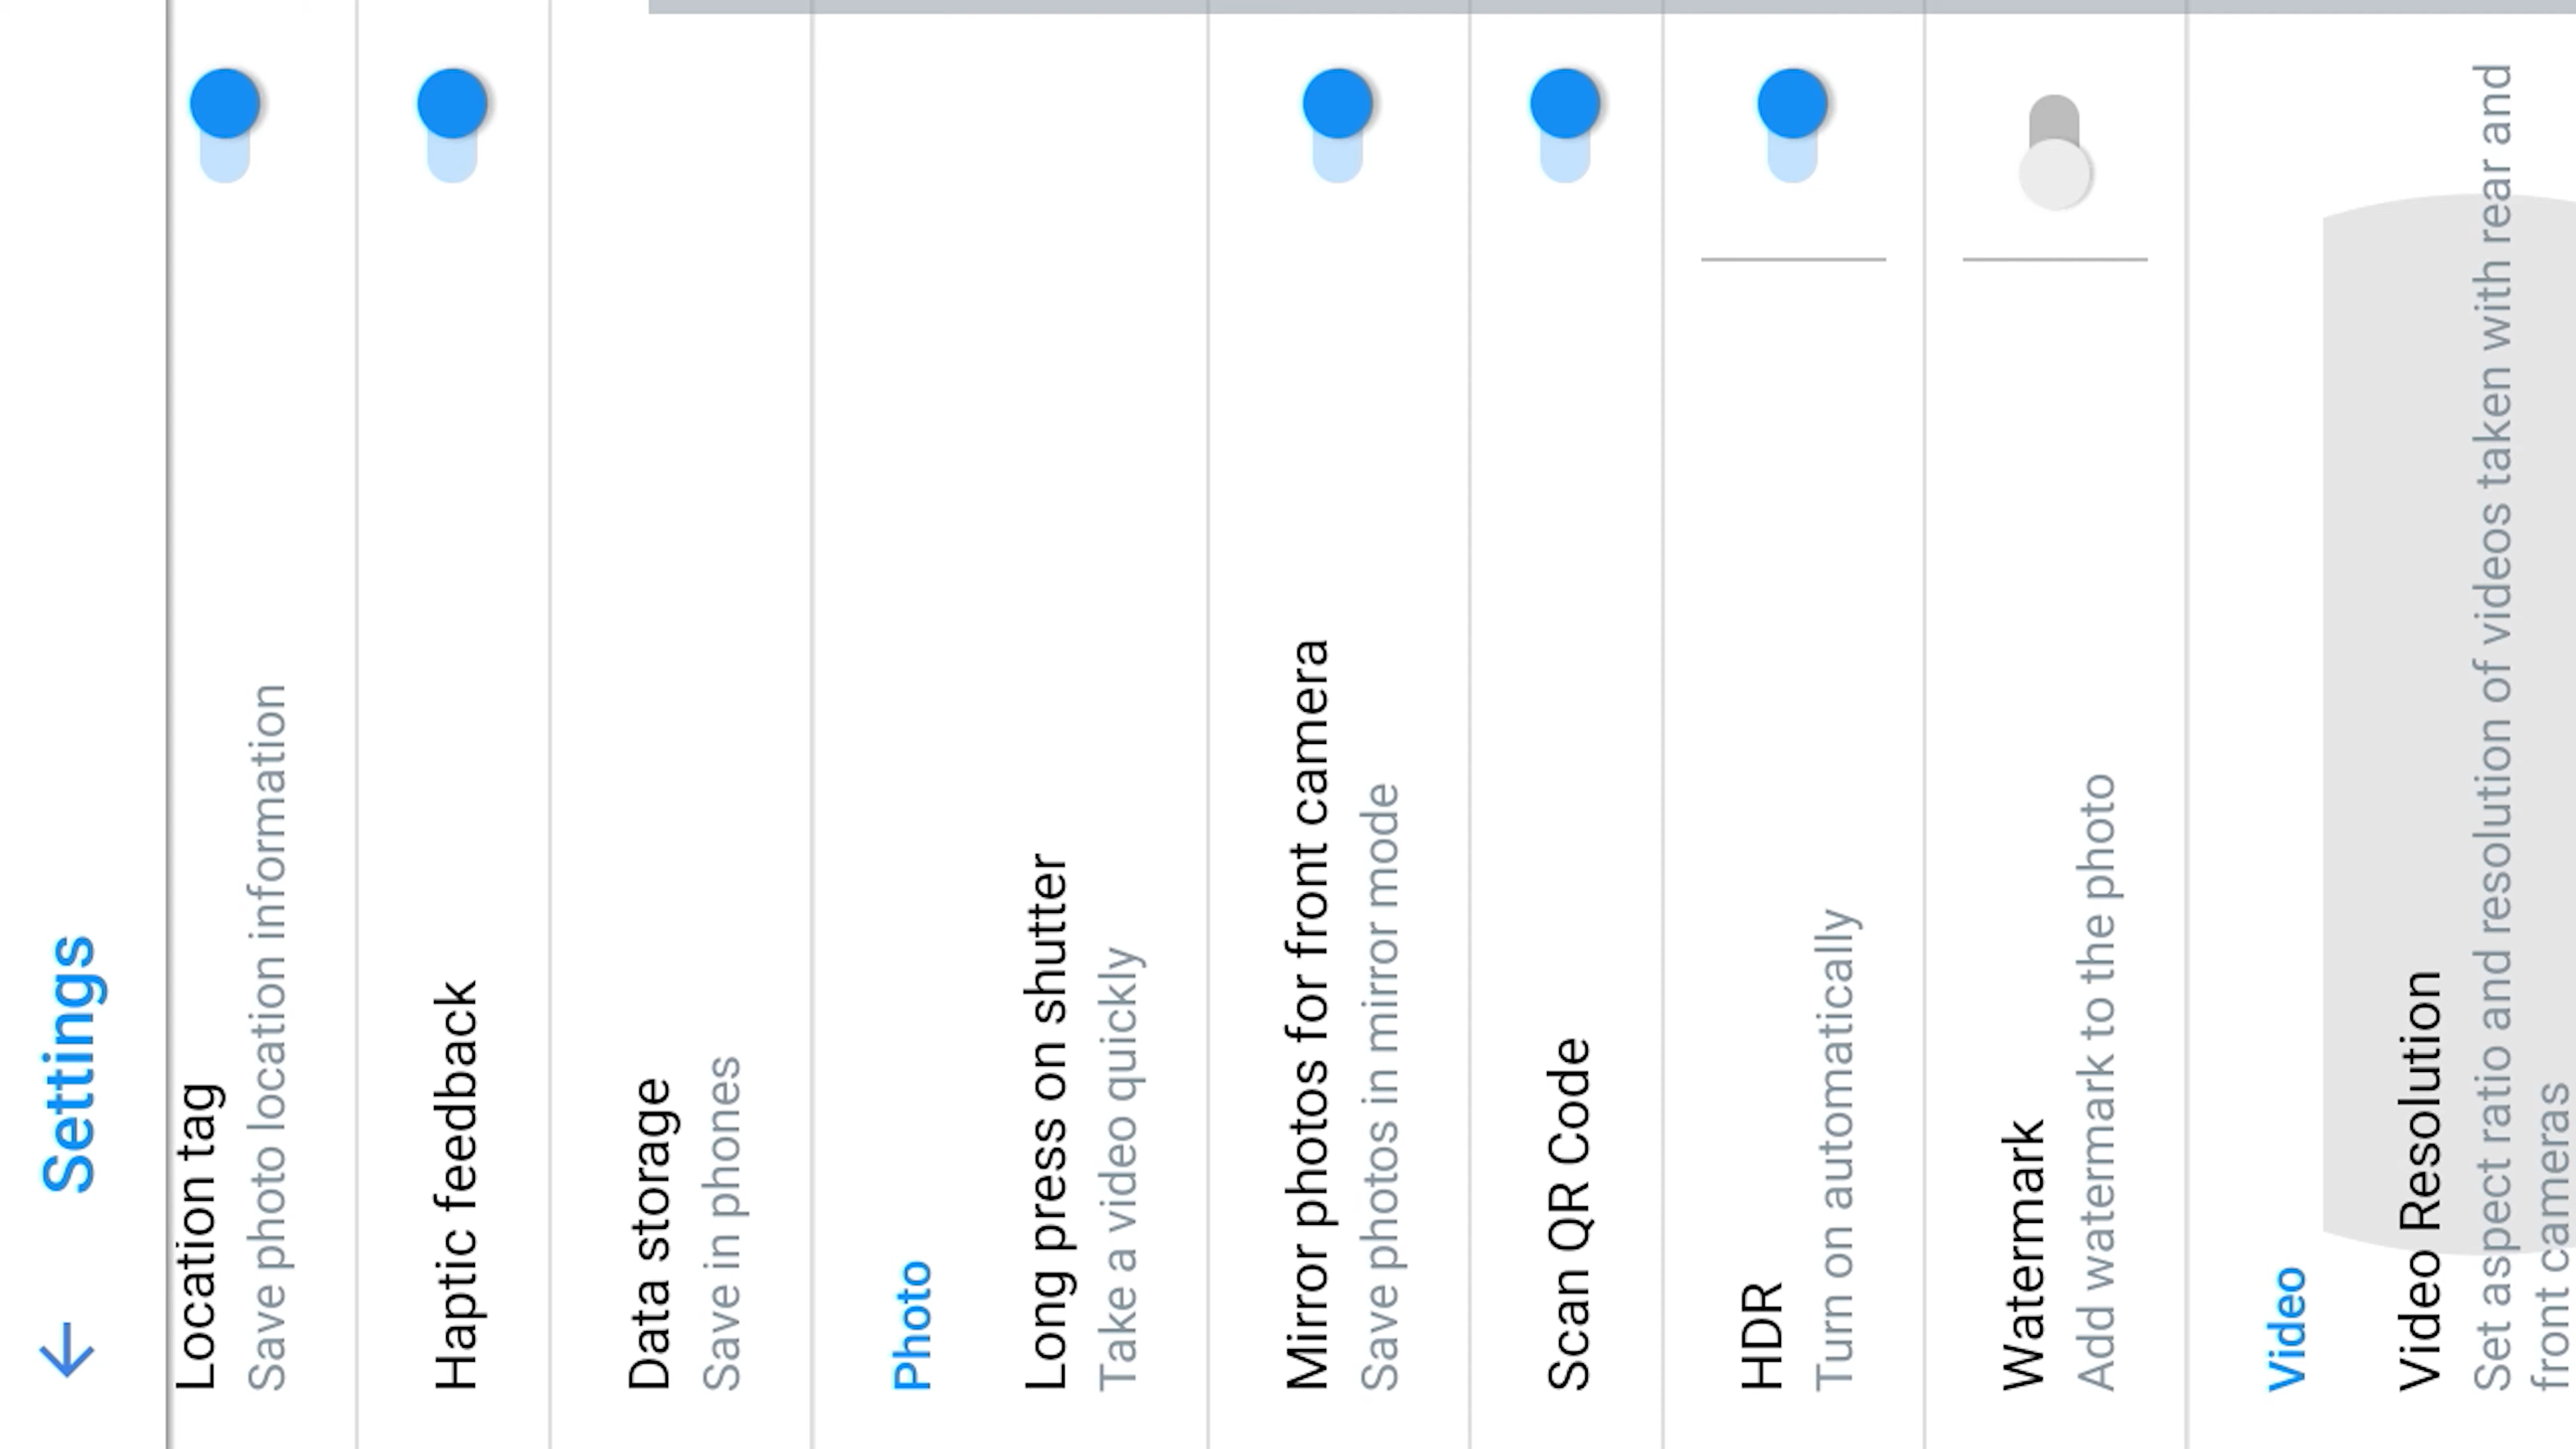 Settings
Location tag
Save photo location information
Haptic feedback
Data storage
Save in phones
Photo
Long press on shutter
Take a video quickly
Mirror photos for front camera
Save photos in mirror mode
Scan QR Code
HDR
Turn on automatically
Watermark
Add watermark to the photo
Video
Video Resolution
Set aspect ratio and resolution of videos taken with rear and
front cameras